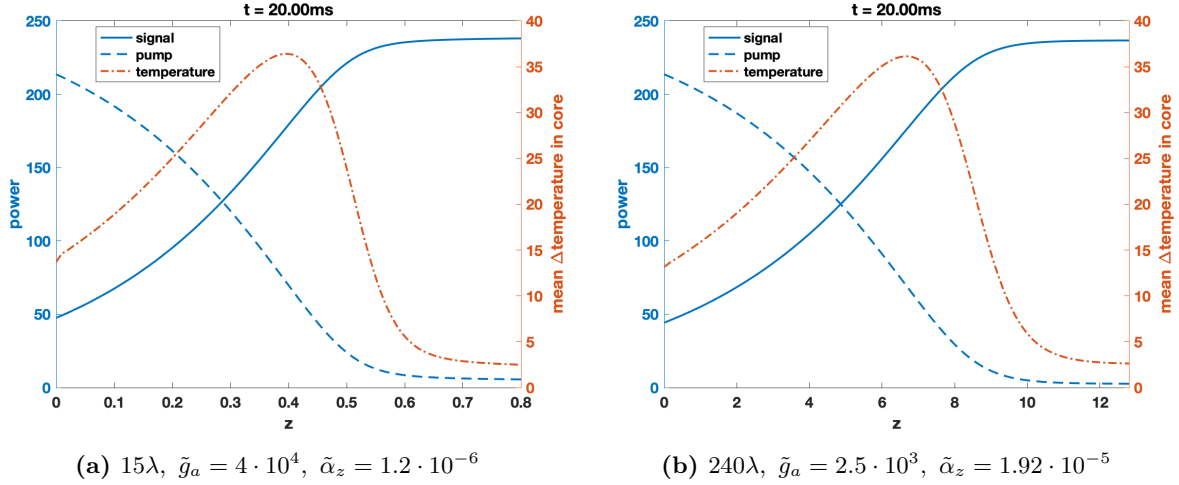 t = 20.00ms
signal
pump
temperature
250
200
150
100
50
0
power
40
35
30
25
20
15
10
5
0
mean Δtemperature in core
0 0.1 0.2 0.3 0.4 0.5 0.6 0.7 0.8
z
(a) 15λ, g̃ₐ = 4 · 10⁴, α̃_z = 1.2 · 10⁻⁶
t = 20.00ms
signal
pump
temperature
250
200
150
100
50
0
power
40
35
30
25
20
15
10
5
0
mean Δtemperature in core
0 2 4 6 8 10 12
z
(b) 240λ, g̃ₐ = 2.5 · 10³, α̃_z = 1.92 · 10⁻⁵